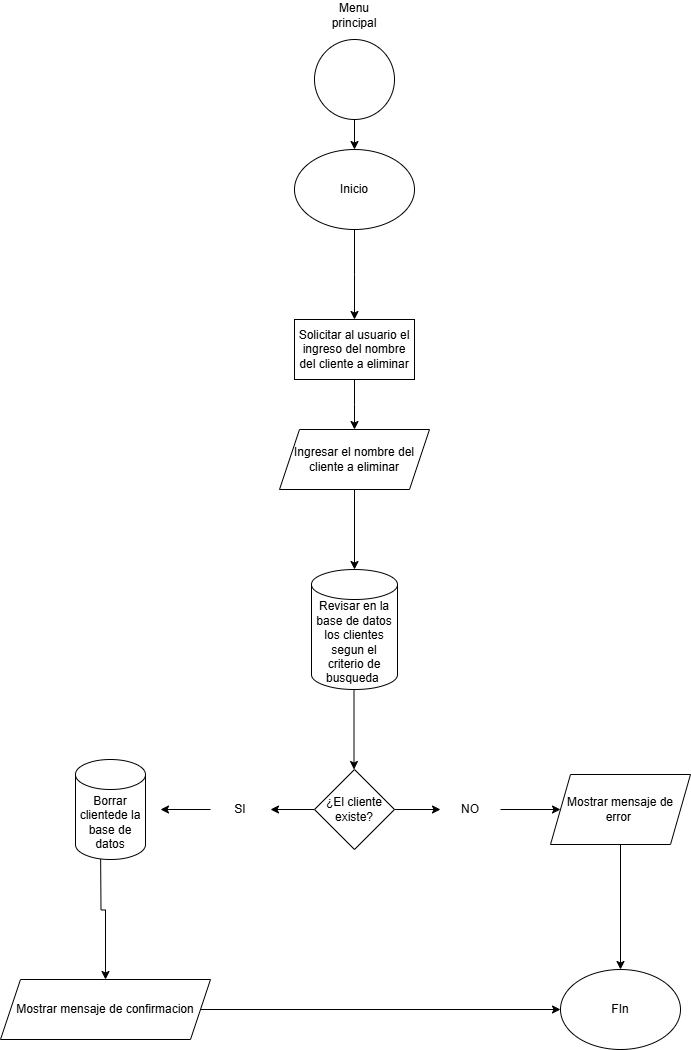 Menu
principal
Inicio
Solicitar al usuario el
ingreso del nombre
del cliente a eliminar
Ingresar el nombre del
cliente a eliminar
Revisar en la
base de datos
los clientes
segun el
criterio de
busqueda
¿El cliente
existe?
SI
NO
Borrar
clientede la
base de
datos
Mostrar mensaje de
error
Mostrar mensaje de confirmacion
FIn